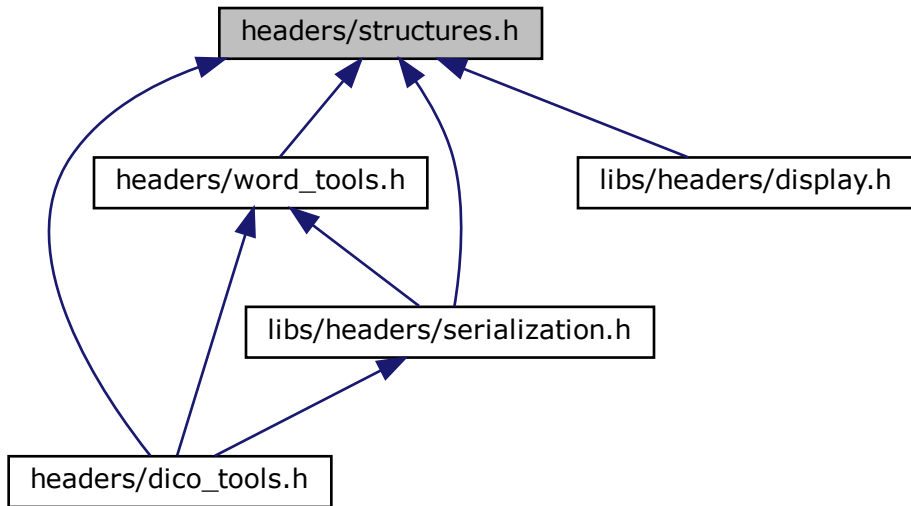 headers/structures.h
headers/word_tools.h
libs/headers/display.h
libs/headers/serialization.h
headers/dico_tools.h